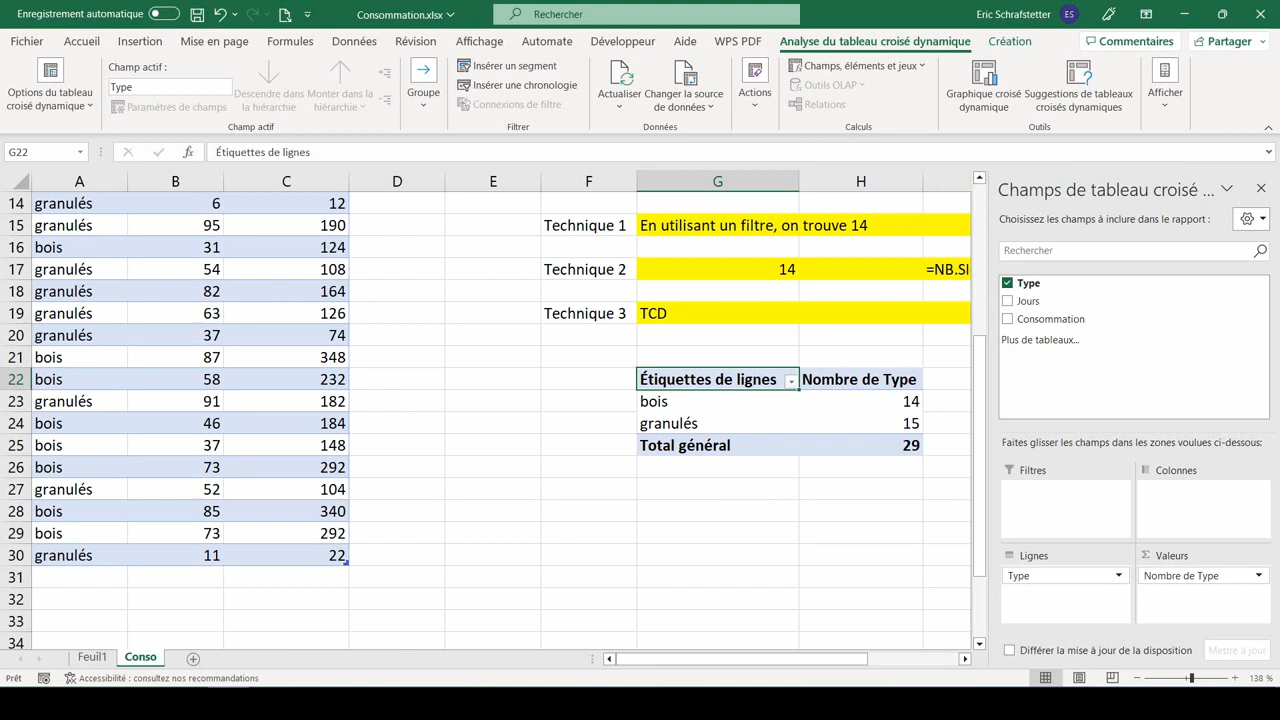 Enregistrement automatique
Consommation.xlsx
Rechercher
Eric Schrafstetter
ES
Fichier Accueil Insertion Mise en page Formules Données Révision Affichage Automate Développeur Aide WPS PDF Analyse du tableau croisé dynamique Création Commentaires Partager
Options du tableau
croisé dynamique
Champ actif :
Type
Paramètres de champs
Descendre dans
la hiérarchie
Monter dans la
hiérarchie
Champ actif
Groupe
Insérer un segment
Insérer une chronologie
Connexions de filtre
Filtrer
Actualiser
Changer la source
de données
Données
Actions
Champs, éléments et jeux
Outils OLAP
Relations
Calculs
Graphique croisé
dynamique
Suggestions de tableaux
croisés dynamiques
Outils
Afficher
G22
fx
Étiquettes de lignes
A B C D E F G H
14 granulés 6 12
15 granulés 95 190 Technique 1 En utilisant un filtre, on trouve 14
16 bois 31 124
17 granulés 54 108 Technique 2 14 =NB.SI
18 granulés 82 164
19 granulés 63 126 Technique 3 TCD
20 granulés 37 74
21 bois 87 348
22 bois 58 232 Étiquettes de lignes Nombre de Type
23 granulés 91 182 bois 14
24 bois 46 184 granulés 15
25 bois 37 148 Total général 29
26 bois 73 292
27 granulés 52 104
28 bois 85 340
29 bois 73 292
30 granulés 11 22
31
32
33
34
Champs de tableau croisé ...
Choisissez les champs à inclure dans le rapport :
Rechercher
Type
Jours
Consommation
Plus de tableaux...
Faites glisser les champs dans les zones voulues ci-dessous:
Filtres
Colonnes
Lignes
Σ Valeurs
Type
Nombre de Type
Différer la mise à jour de la disposition
Mettre à jour
Feuil1 Conso
Prêt
Accessibilité : consultez nos recommandations
138 %